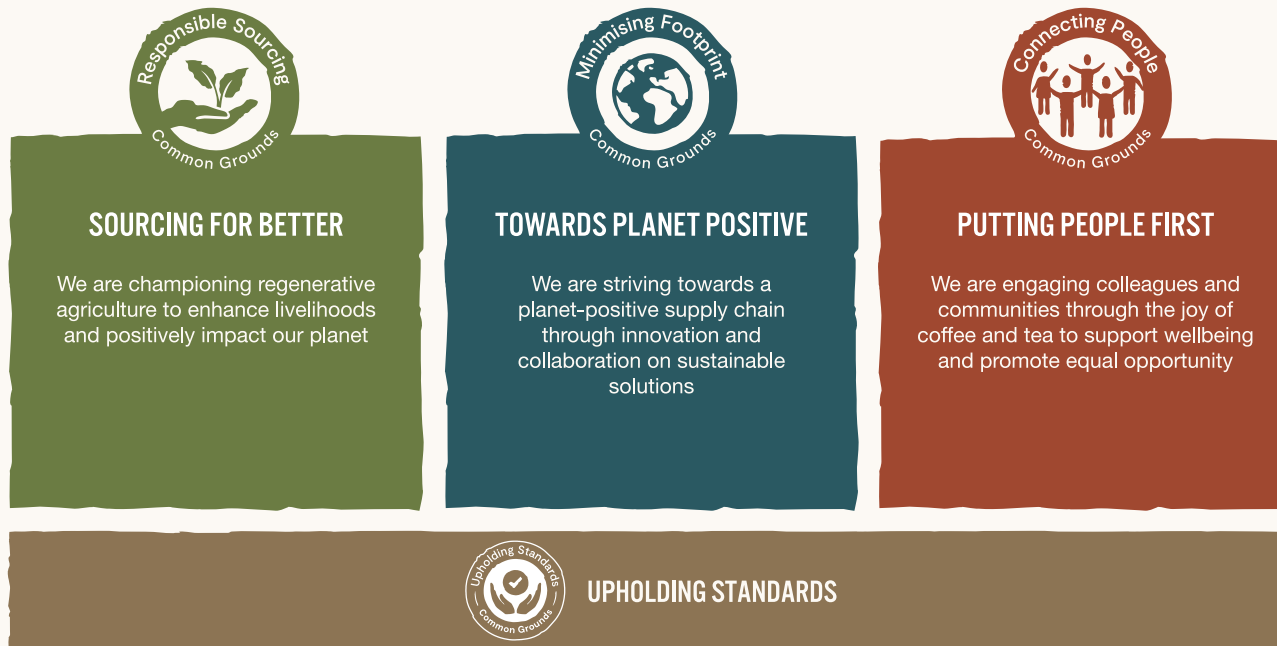 Responsible Sourcing
Common Grounds
SOURCING FOR BETTER
We are championing regenerative
agriculture to enhance livelihoods
and positively impact our planet
Minimising Footprint
Common Grounds
TOWARDS PLANET POSITIVE
We are striving towards a
planet-positive supply chain
through innovation and
collaboration on sustainable
solutions
Connecting People
Common Grounds
PUTTING PEOPLE FIRST
We are engaging colleagues and
communities through the joy of
coffee and tea to support wellbeing
and promote equal opportunity
Upholding Standards
Common Grounds
UPHOLDING STANDARDS